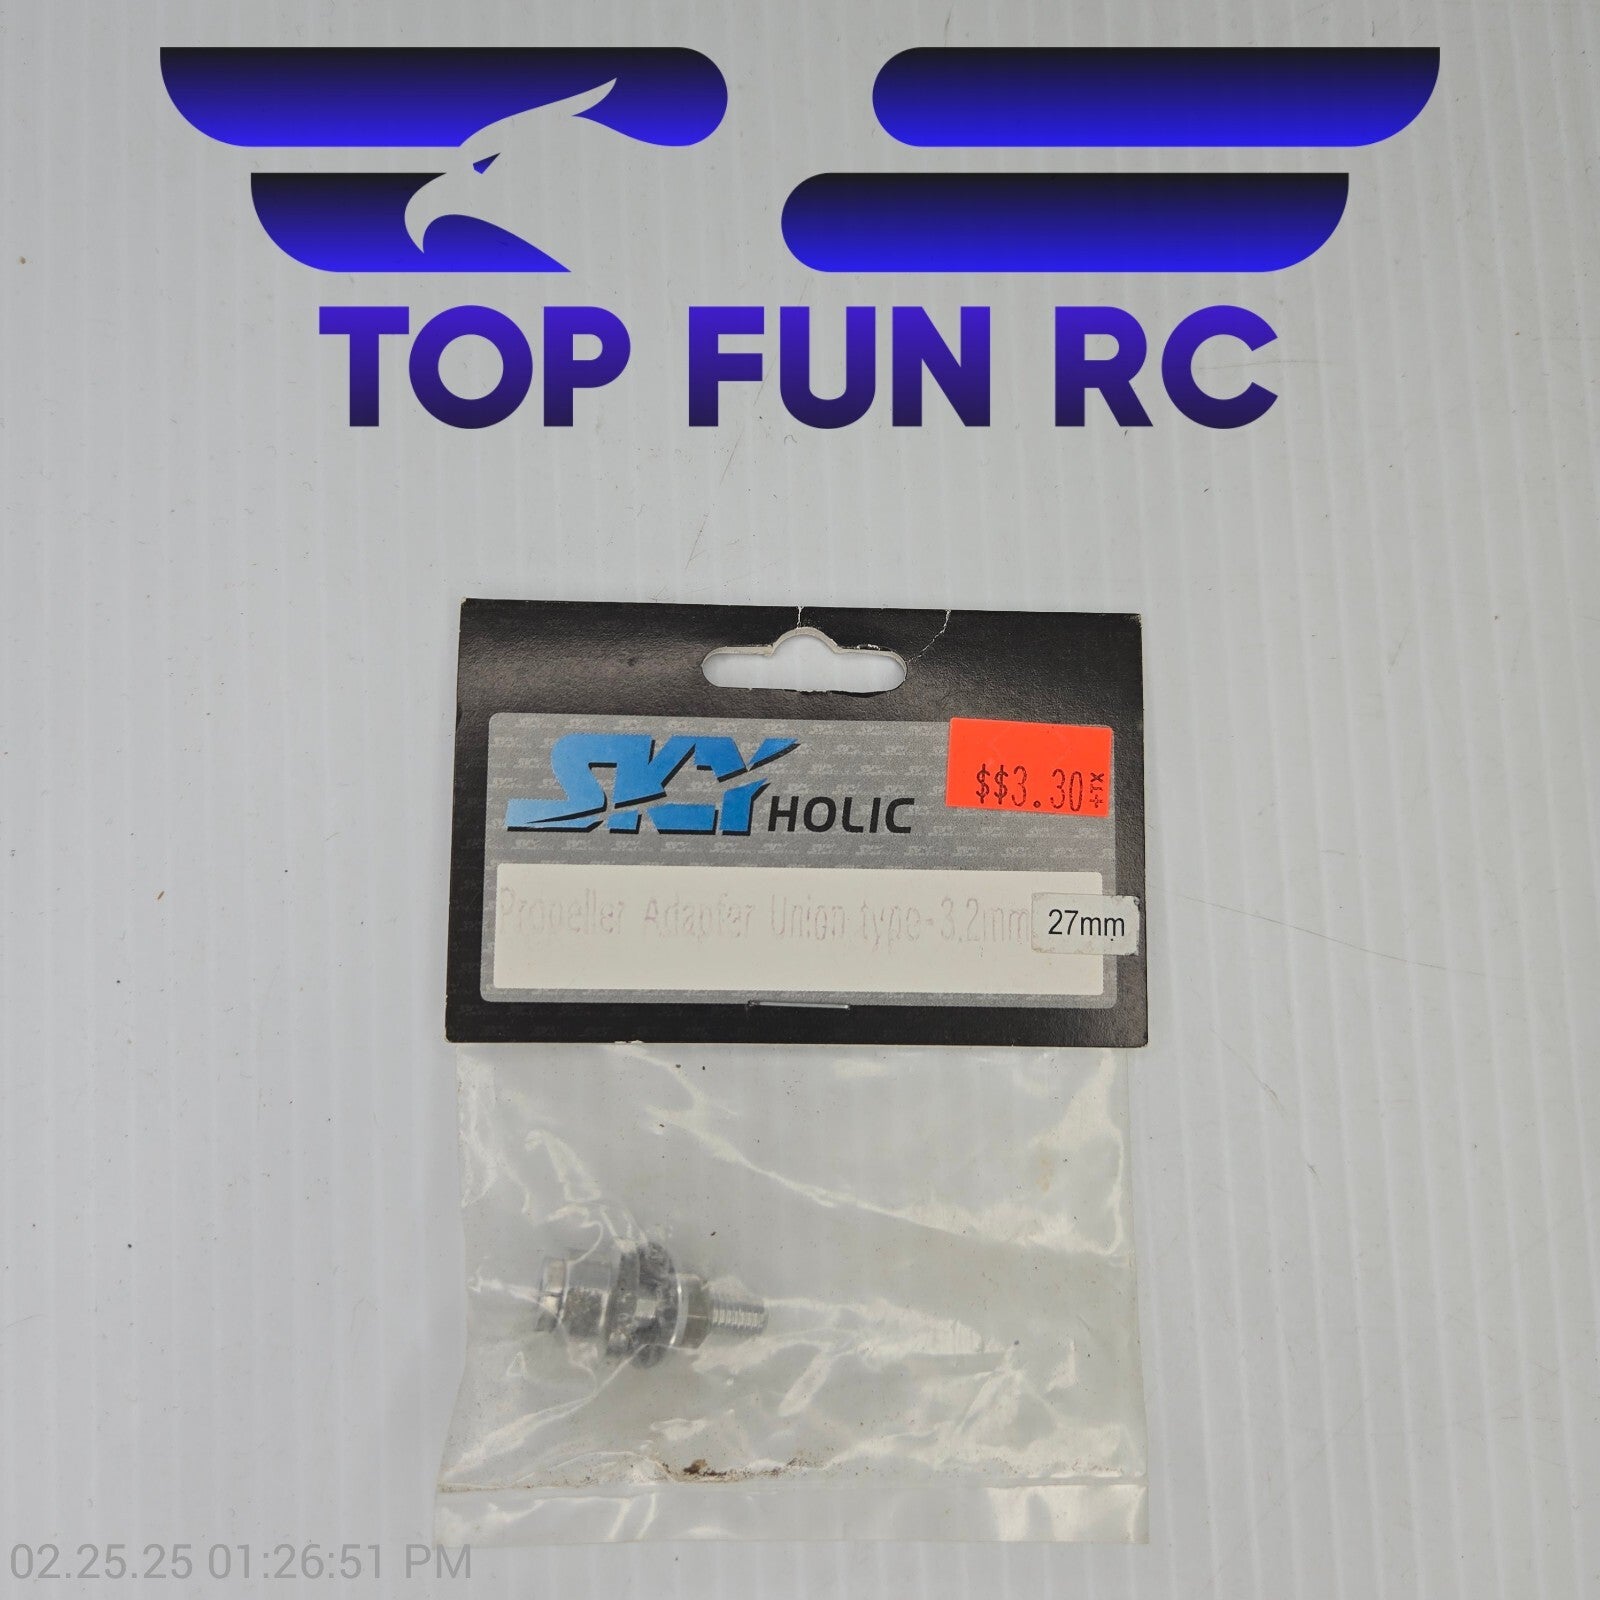 TOP FUN RC
SKY HOLIC
$$3.30 +TX
Propeller Adapter Union type-3.2mm
27mm
02.25.25 01:26:51 PM